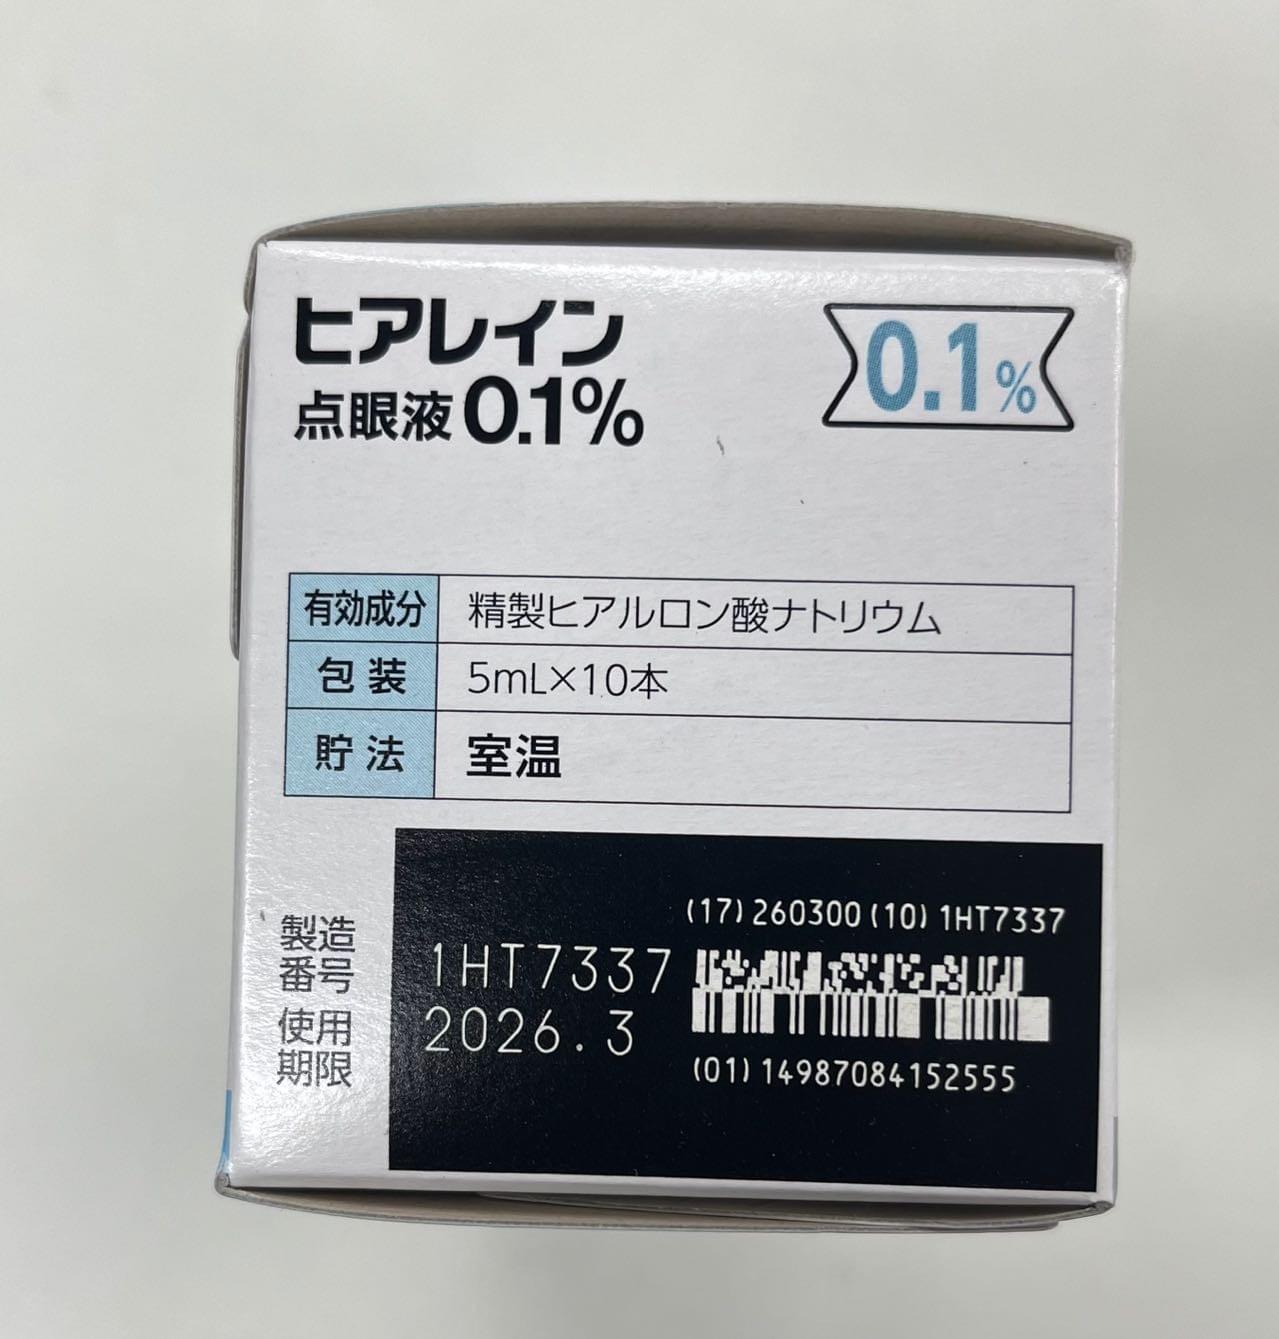 ヒアレイン
点眼液0.1%
0.1%
有効成分 精製ヒアルロン酸ナトリウム
包装 5mL×10本
貯法 室温
製造番号 1HT7337
使用期限 2026.3
(17)260300(10)1HT7337
(01)14987084152555